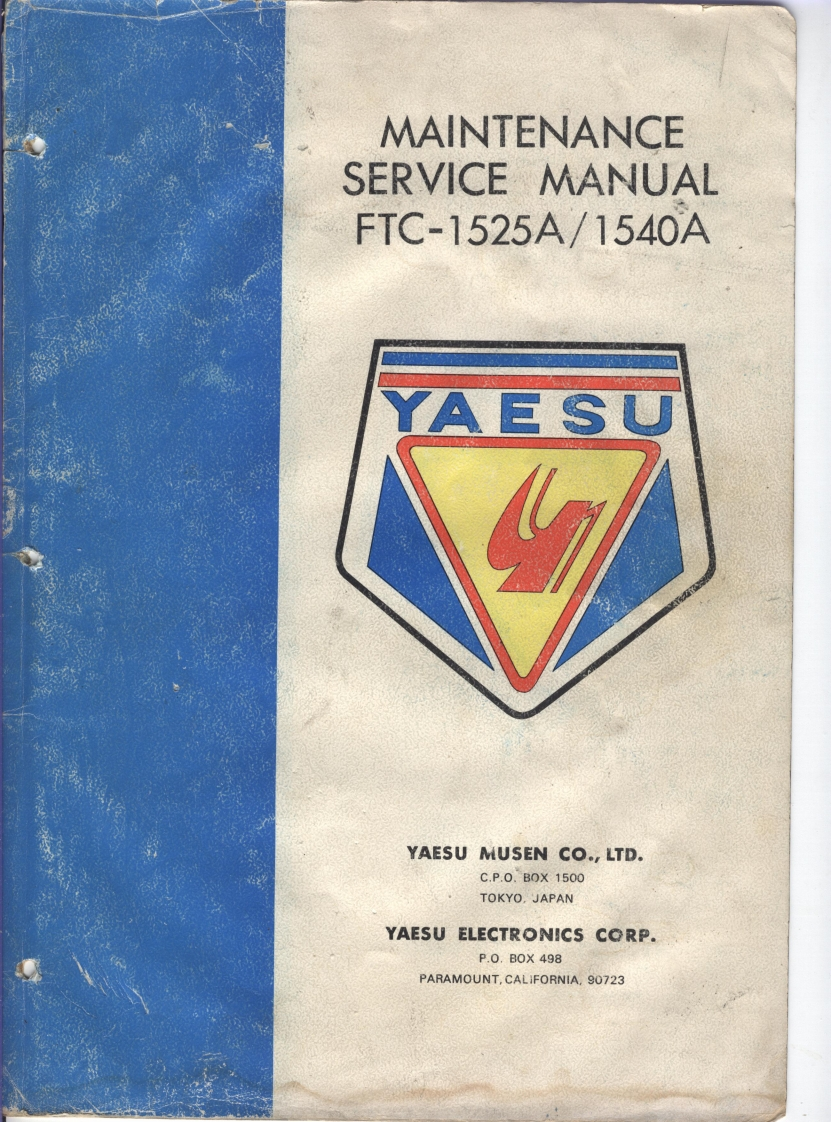 MAINTENANCE
SERVICE MANUAL
FTC-1525A/1540A
YAESU
YAESU MUSEN CO., LTD.
C.P.O. BOX 1500
TOKYO, JAPAN
YAESU ELECTRONICS CORP.
P.O. BOX 498
PARAMOUNT, CALIFORNIA, 90723